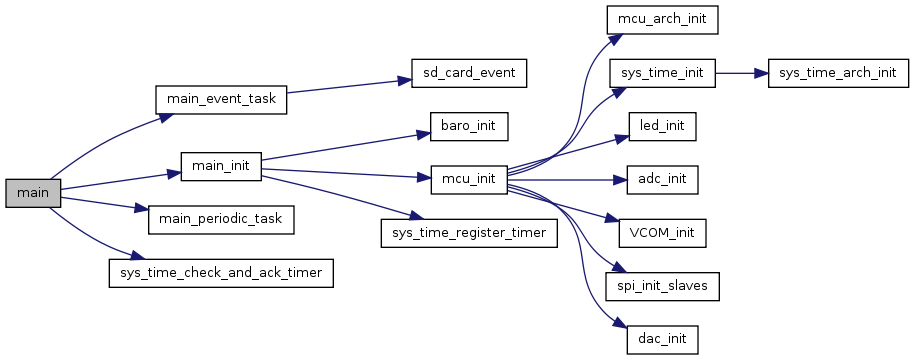 main
main_event_task
sd_card_event
main_init
baro_init
mcu_init
mcu_arch_init
sys_time_init
sys_time_arch_init
led_init
adc_init
VCOM_init
spi_init_slaves
dac_init
sys_time_register_timer
main_periodic_task
sys_time_check_and_ack_timer